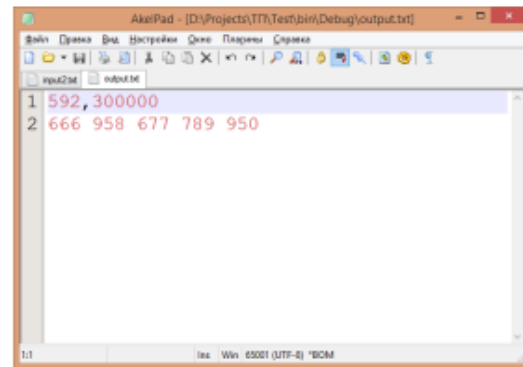 AkelPad - [D:\Projects\ТП\Test\bin\Debug\output.txt]
Файл Правка Вид Настройки Окно Плагины Справка
input2.txt output.txt
1 592,300000
2 666 958 677 789 950
1:1 Ins Win 65001 (UTF-8) *BOM